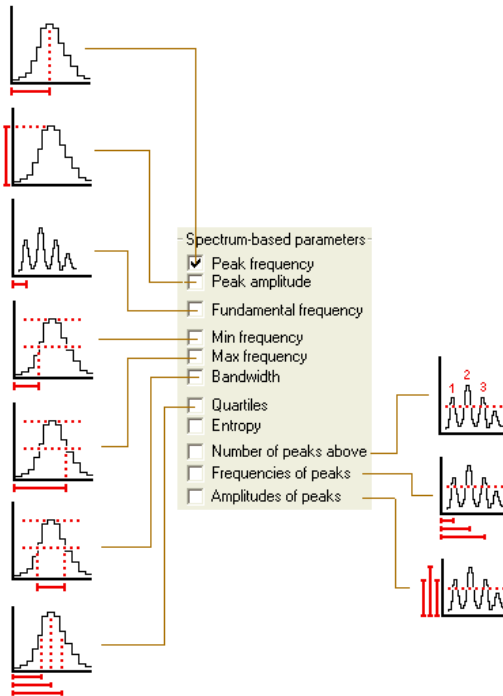 Spectrum-based parameters
Peak frequency
Peak amplitude
Fundamental frequency
Min frequency
Max frequency
Bandwidth
Quartiles
Entropy
Number of peaks above
Frequencies of peaks
Amplitudes of peaks
1 2 3